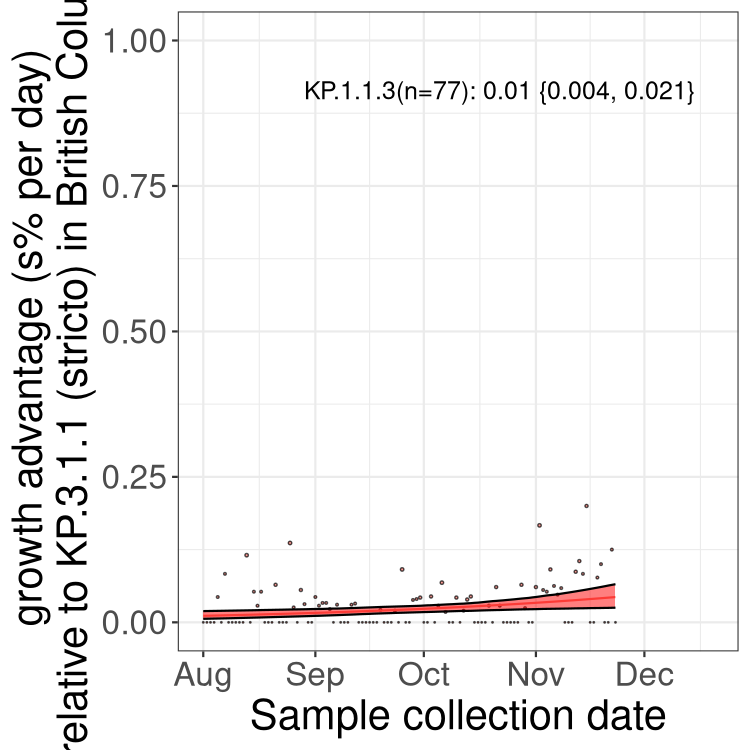 growth advantage (s% per day)
relative to KP.3.1.1 (stricto) in British Colu
1.00
0.75
0.50
0.25
0.00
KP.1.1.3(n=77): 0.01 {0.004, 0.021}
Aug Sep Oct Nov Dec
Sample collection date